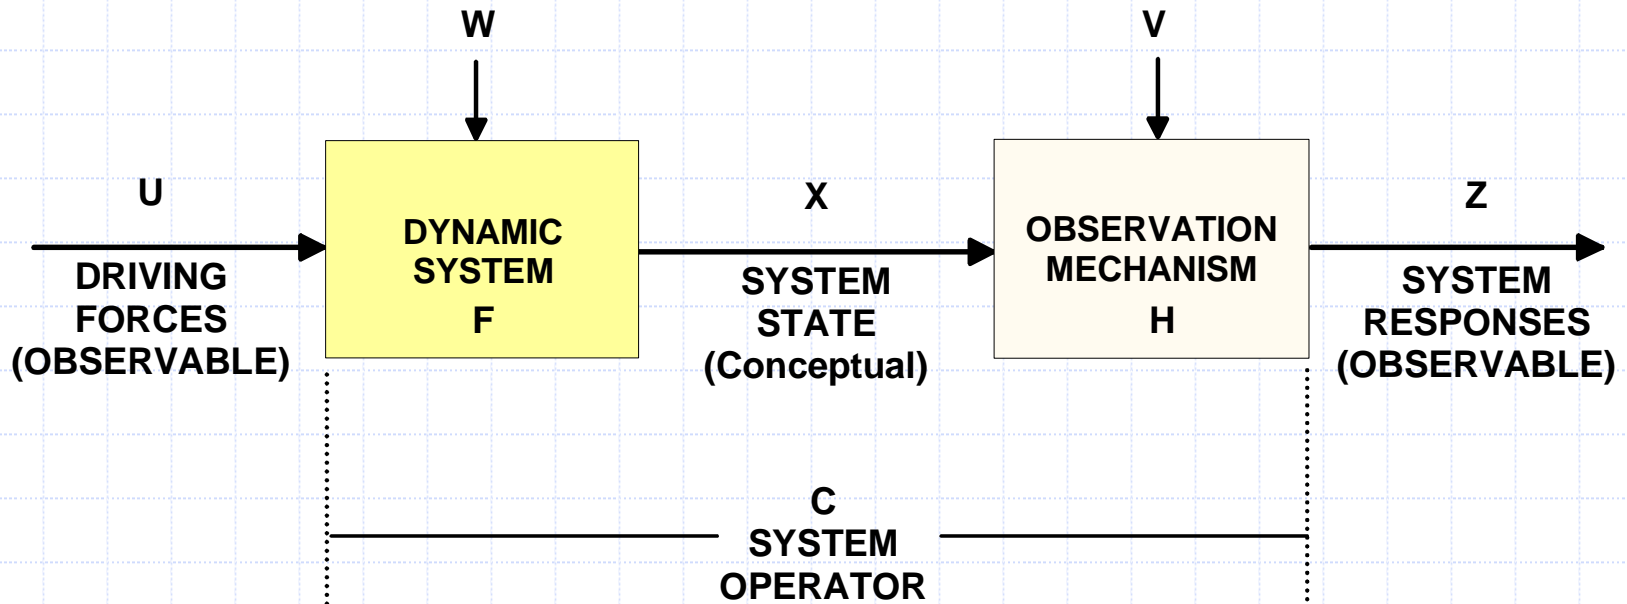 W
V
U
X
Z
DYNAMIC
SYSTEM
F
OBSERVATION
MECHANISM
H
DRIVING
FORCES
(OBSERVABLE)
SYSTEM
STATE
(Conceptual)
SYSTEM
RESPONSES
(OBSERVABLE)
C
SYSTEM
OPERATOR